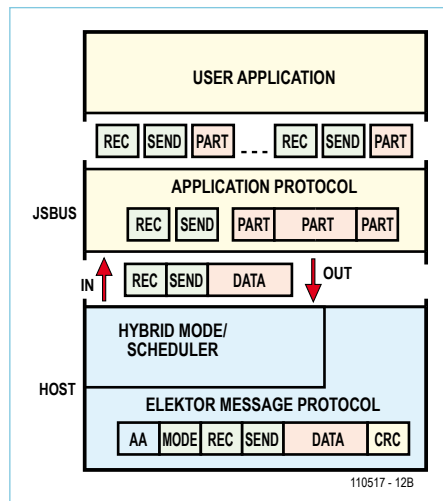 USER APPLICATION
REC SEND PART - - - REC SEND PART
APPLICATION PROTOCOL
JSBUS
REC SEND PART PART PART
IN REC SEND DATA OUT
HYBRID MODE/
SCHEDULER
HOST
ELEKTOR MESSAGE PROTOCOL
AA MODE REC SEND DATA CRC
110517 - 12B